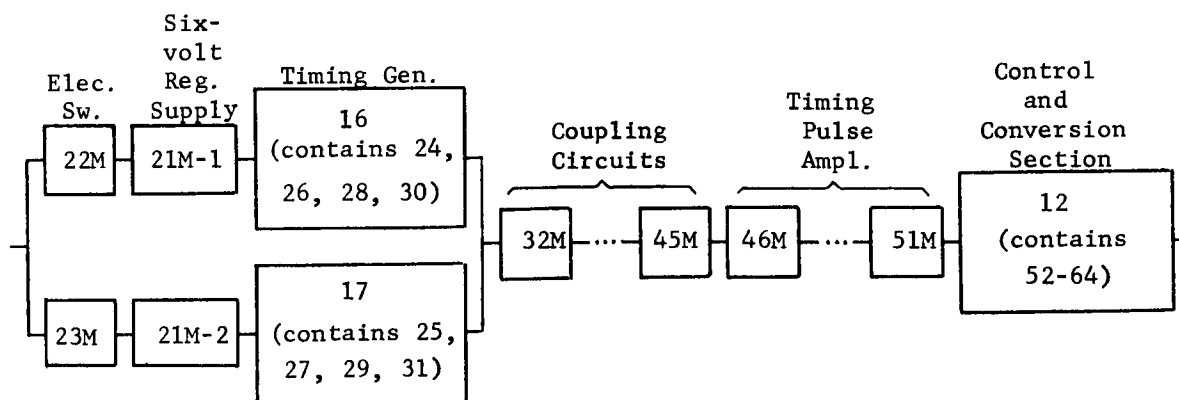 Six-
volt
Reg.
Supply
Elec.
Sw.
Timing Gen.
Coupling
Circuits
Timing
Pulse
Ampl.
Control
and
Conversion
Section
22M
21M-1
16
(contains 24,
26, 28, 30)
32M
...
45M
46M
...
51M
12
(contains
52-64)
23M
21M-2
17
(contains 25,
27, 29, 31)